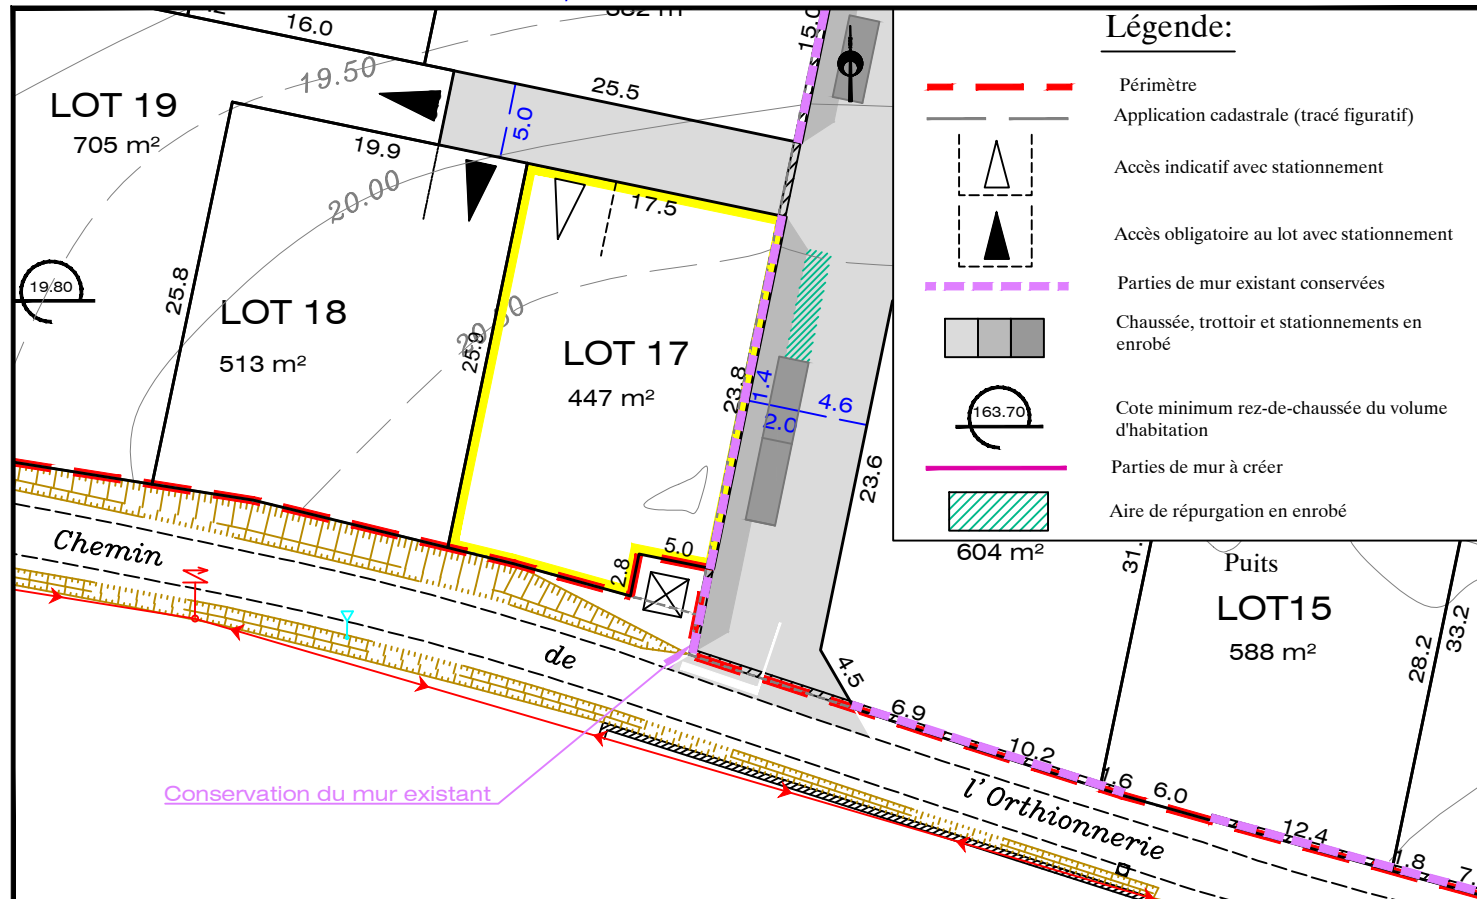 16.0
15.0
Légende:
19.50
LOT 19
705 m²
25.5
5.0
19.9
20.00
17.5
25.8
19.80
LOT 18
513 m²
25.9
LOT 17
447 m²
23.8
1.4
2.0
4.6
23.6
Périmètre
Application cadastrale (tracé figuratif)
Accès indicatif avec stationnement
Accès obligatoire au lot avec stationnement
Parties de mur existant conservées
Chaussée, trottoir et stationnements en
enrobé
163.70
Cote minimum rez-de-chaussée du volume
d'habitation
Parties de mur à créer
Aire de répurgation en enrobé
604 m²
Puits
LOT15
588 m²
28.2
33.2
5.0
2.8
Chemin
de
l'Orthionnerie
4.5
6.9
10.2
6.0
12.4
1.8
Conservation du mur existant